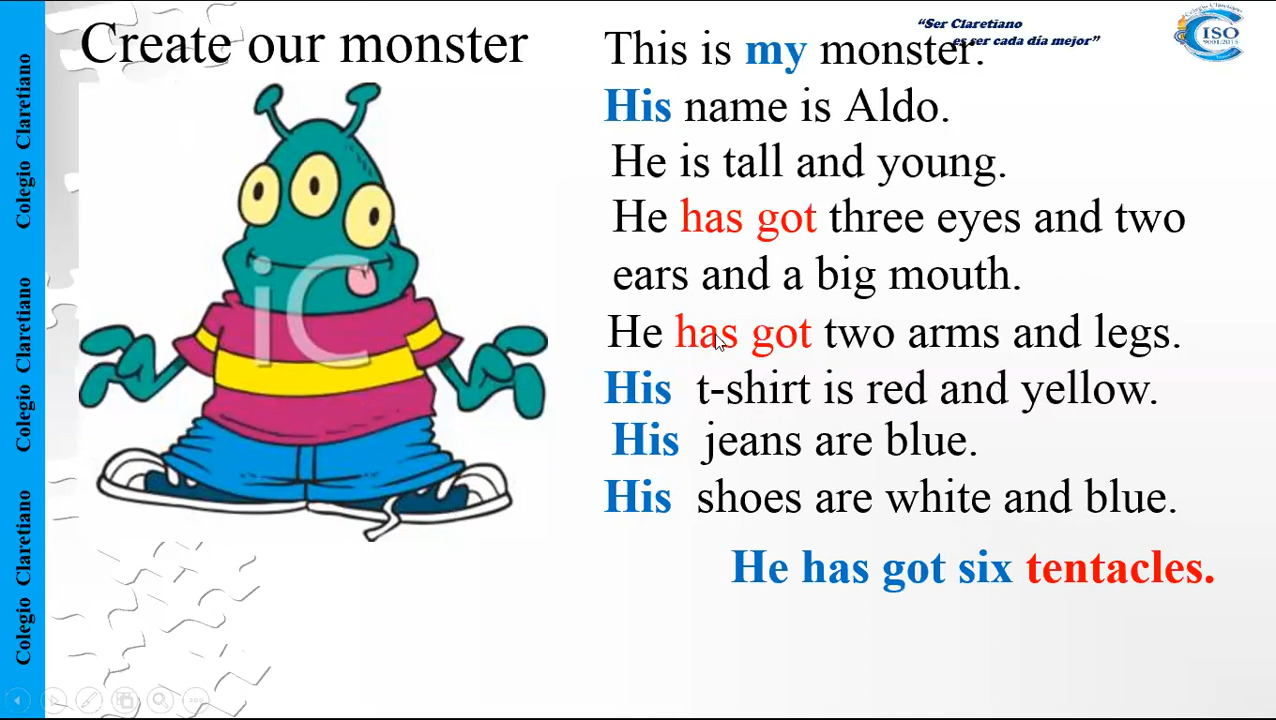 Create our monster
“Ser Claretiano
es ser cada día mejor”
ISO
9001:2015
This is my monster.
His name is Aldo.
He is tall and young.
He has got three eyes and two
ears and a big mouth.
He has got two arms and legs.
His t-shirt is red and yellow.
His jeans are blue.
His shoes are white and blue.
He has got six tentacles.
iC
Colegio Claretiano
Colegio Claretiano
Colegio Claretiano